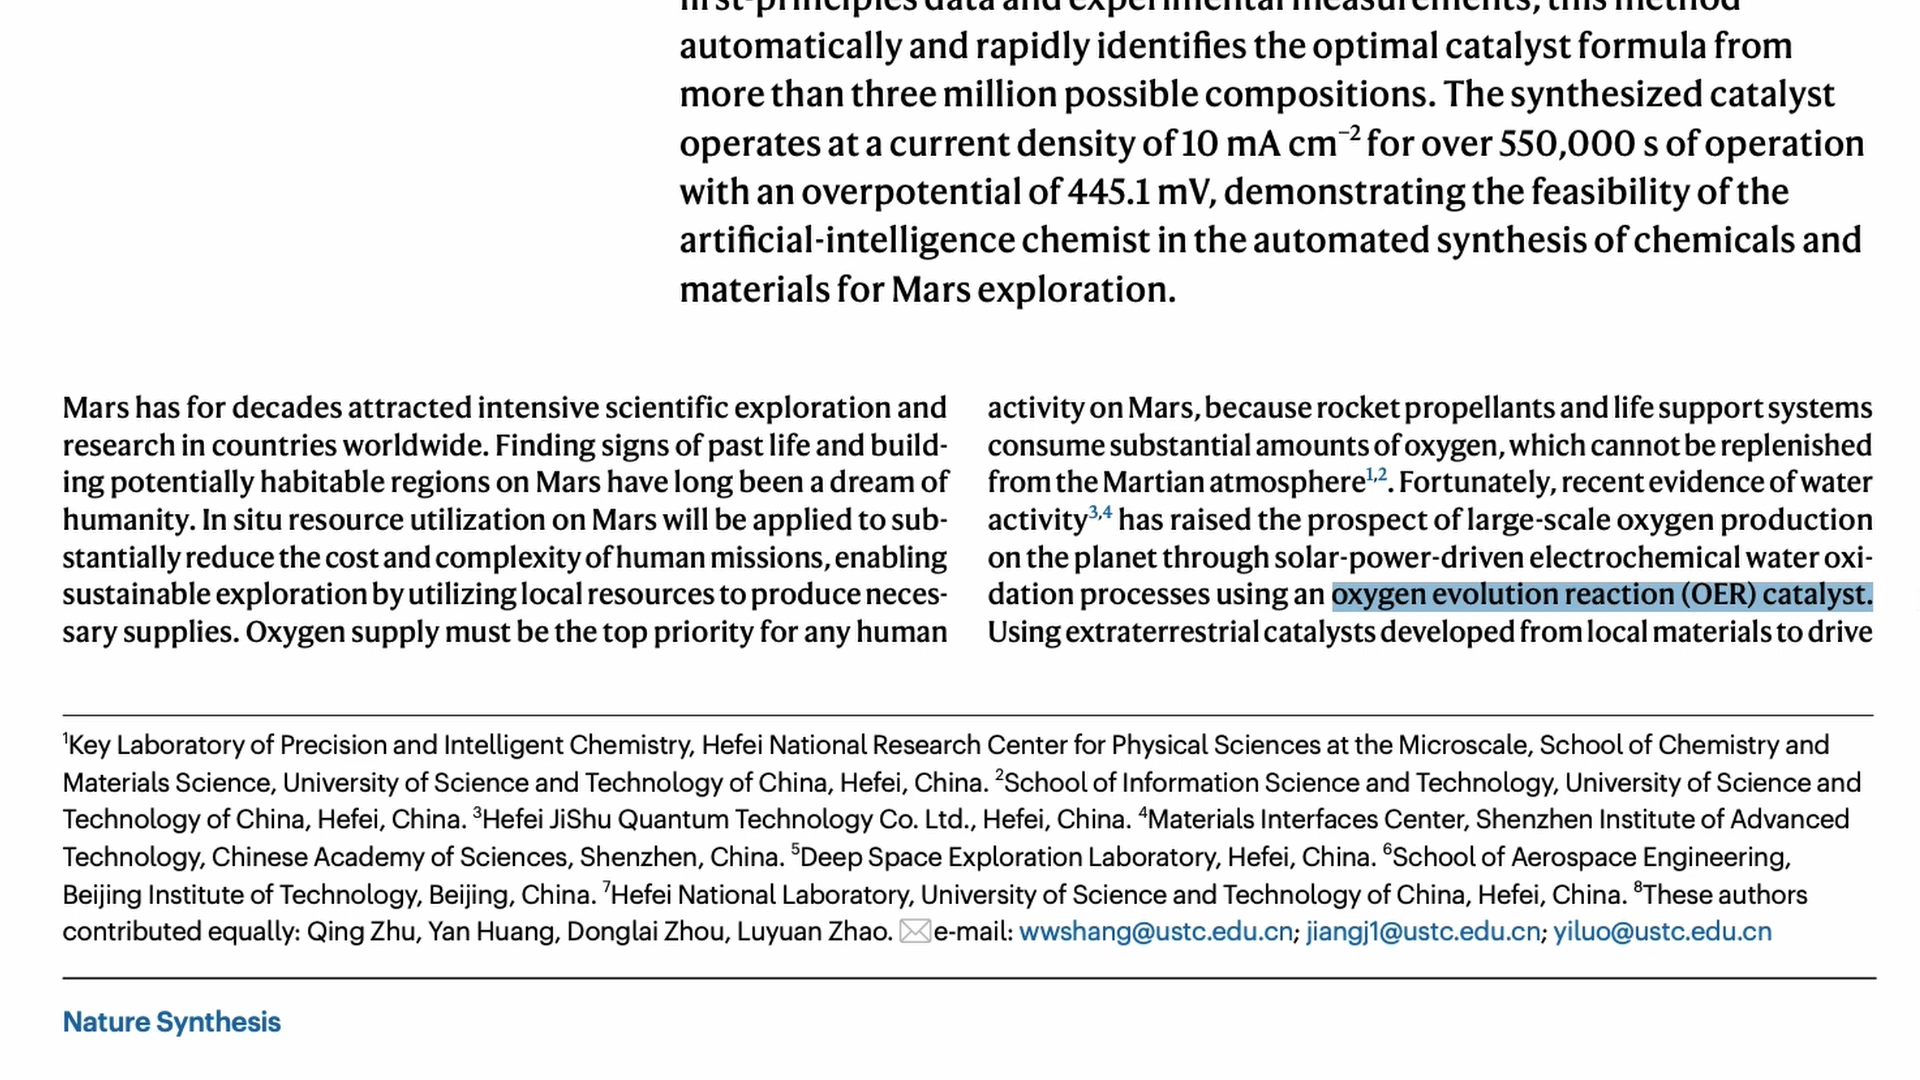 first-principles data and experimental measurements, this method
automatically and rapidly identifies the optimal catalyst formula from
more than three million possible compositions. The synthesized catalyst
operates at a current density of 10 mA cm⁻² for over 550,000 s of operation
with an overpotential of 445.1 mV, demonstrating the feasibility of the
artificial-intelligence chemist in the automated synthesis of chemicals and
materials for Mars exploration.
Mars has for decades attracted intensive scientific exploration and
research in countries worldwide. Finding signs of past life and build-
ing potentially habitable regions on Mars have long been a dream of
humanity. In situ resource utilization on Mars will be applied to sub-
stantially reduce the cost and complexity of human missions, enabling
sustainable exploration by utilizing local resources to produce neces-
sary supplies. Oxygen supply must be the top priority for any human
activity on Mars, because rocket propellants and life support systems
consume substantial amounts of oxygen, which cannot be replenished
from the Martian atmosphere¹,². Fortunately, recent evidence of water
activity³,⁴ has raised the prospect of large-scale oxygen production
on the planet through solar-power-driven electrochemical water oxi-
dation processes using an oxygen evolution reaction (OER) catalyst.
Using extraterrestrial catalysts developed from local materials to drive
¹Key Laboratory of Precision and Intelligent Chemistry, Hefei National Research Center for Physical Sciences at the Microscale, School of Chemistry and
Materials Science, University of Science and Technology of China, Hefei, China. ²School of Information Science and Technology, University of Science and
Technology of China, Hefei, China. ³Hefei JiShu Quantum Technology Co. Ltd., Hefei, China. ⁴Materials Interfaces Center, Shenzhen Institute of Advanced
Technology, Chinese Academy of Sciences, Shenzhen, China. ⁵Deep Space Exploration Laboratory, Hefei, China. ⁶School of Aerospace Engineering,
Beijing Institute of Technology, Beijing, China. ⁷Hefei National Laboratory, University of Science and Technology of China, Hefei, China. ⁸These authors
contributed equally: Qing Zhu, Yan Huang, Donglai Zhou, Luyuan Zhao. e-mail: wwshang@ustc.edu.cn; jiangj1@ustc.edu.cn; yiluo@ustc.edu.cn
Nature Synthesis